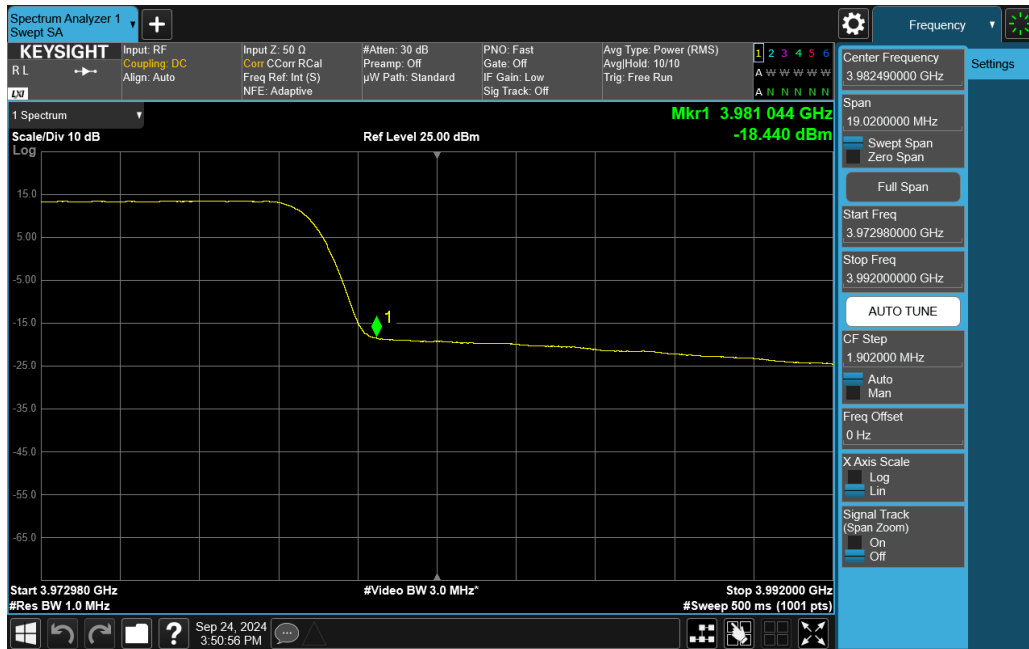 Spectrum Analyzer 1
Swept SA
Frequency
KEYSIGHT
R L
LXI
Input: RF
Coupling: DC
Align: Auto
Input Z: 50 Ω
Corr CCorr RCal
Freq Ref: Int (S)
NFE: Adaptive
#Atten: 30 dB
Preamp: Off
µW Path: Standard
PNO: Fast
Gate: Off
IF Gain: Low
Sig Track: Off
Avg Type: Power (RMS)
Avg|Hold: 10/10
Trig: Free Run
1 2 3 4 5 6
A W W W W W
A N N N N N
1 Spectrum
Scale/Div 10 dB
Log
Ref Level 25.00 dBm
Mkr1 3.981 044 GHz
-18.440 dBm
15.0
5.00
-5.00
-15.0
-25.0
-35.0
-45.0
-55.0
-65.0
1
Start 3.972980 GHz
#Res BW 1.0 MHz
#Video BW 3.0 MHz*
Stop 3.992000 GHz
#Sweep 500 ms (1001 pts)
Center Frequency
3.982490000 GHz
Span
19.0200000 MHz
Swept Span
Zero Span
Full Span
Start Freq
3.972980000 GHz
Stop Freq
3.992000000 GHz
AUTO TUNE
CF Step
1.902000 MHz
Auto
Man
Freq Offset
0 Hz
X Axis Scale
Log
Lin
Signal Track
(Span Zoom)
On
Off
Settings
Sep 24, 2024
3:50:56 PM